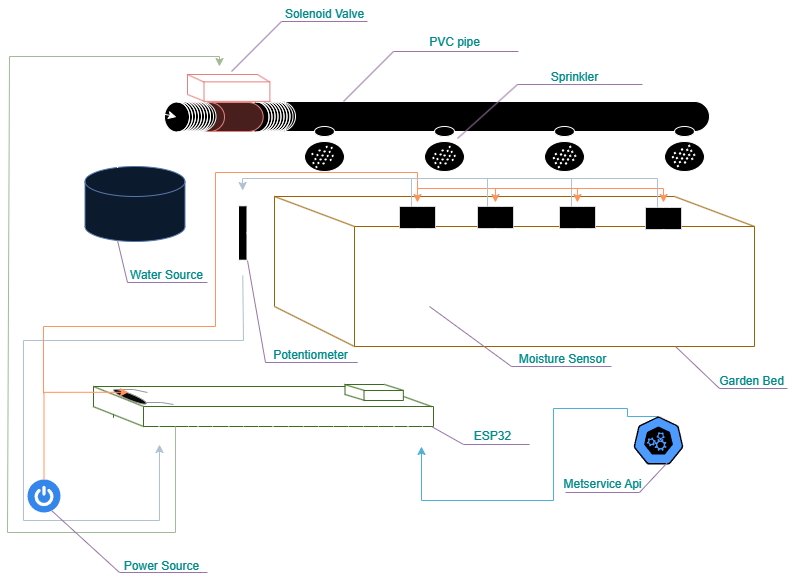 Solenoid Valve
PVC pipe
Sprinkler
Water Source
Potentiometer
Moisture Sensor
Garden Bed
ESP32
Metservice Api
Power Source